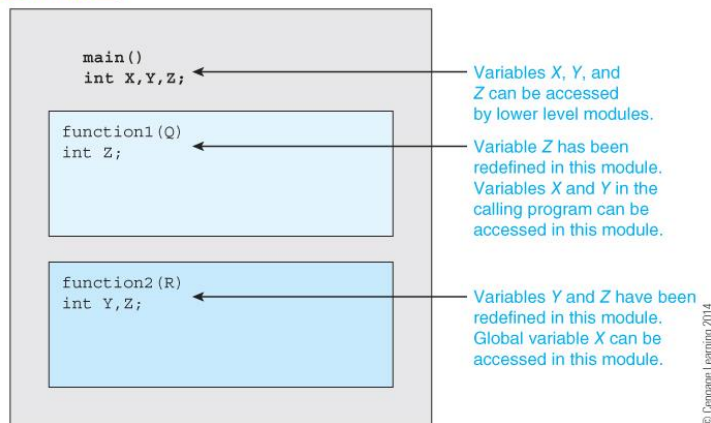 main()
int X,Y,Z;
Variables X, Y, and
Z can be accessed
by lower level modules.
function1(Q)
int Z;
Variable Z has been
redefined in this module.
Variables X and Y in the
calling program can be
accessed in this module.
function2(R)
int Y,Z;
Variables Y and Z have been
redefined in this module.
Global variable X can be
accessed in this module.
© Cengage Learning 2014